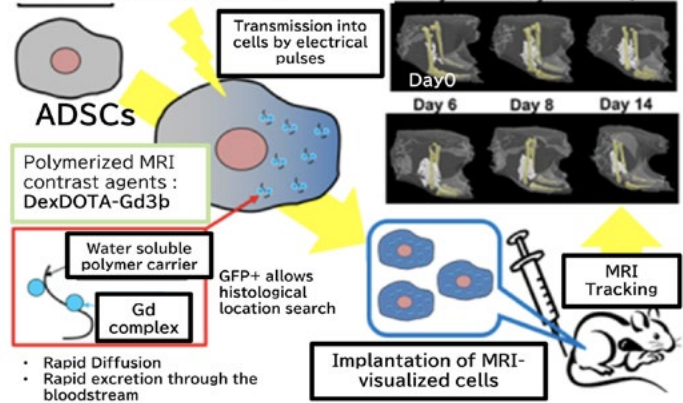 Transmission into
cells by electrical
pulses
ADSCs
Day0
Day 6
Day 8
Day 14
Polymerized MRI
contrast agents :
DexDOTA-Gd3þ
Water soluble
polymer carrier
Gd
complex
GFP+ allows
histological
location search
MRI
Tracking
Implantation of MRI-
visualized cells
• Rapid Diffusion
• Rapid excretion through the
bloodstream